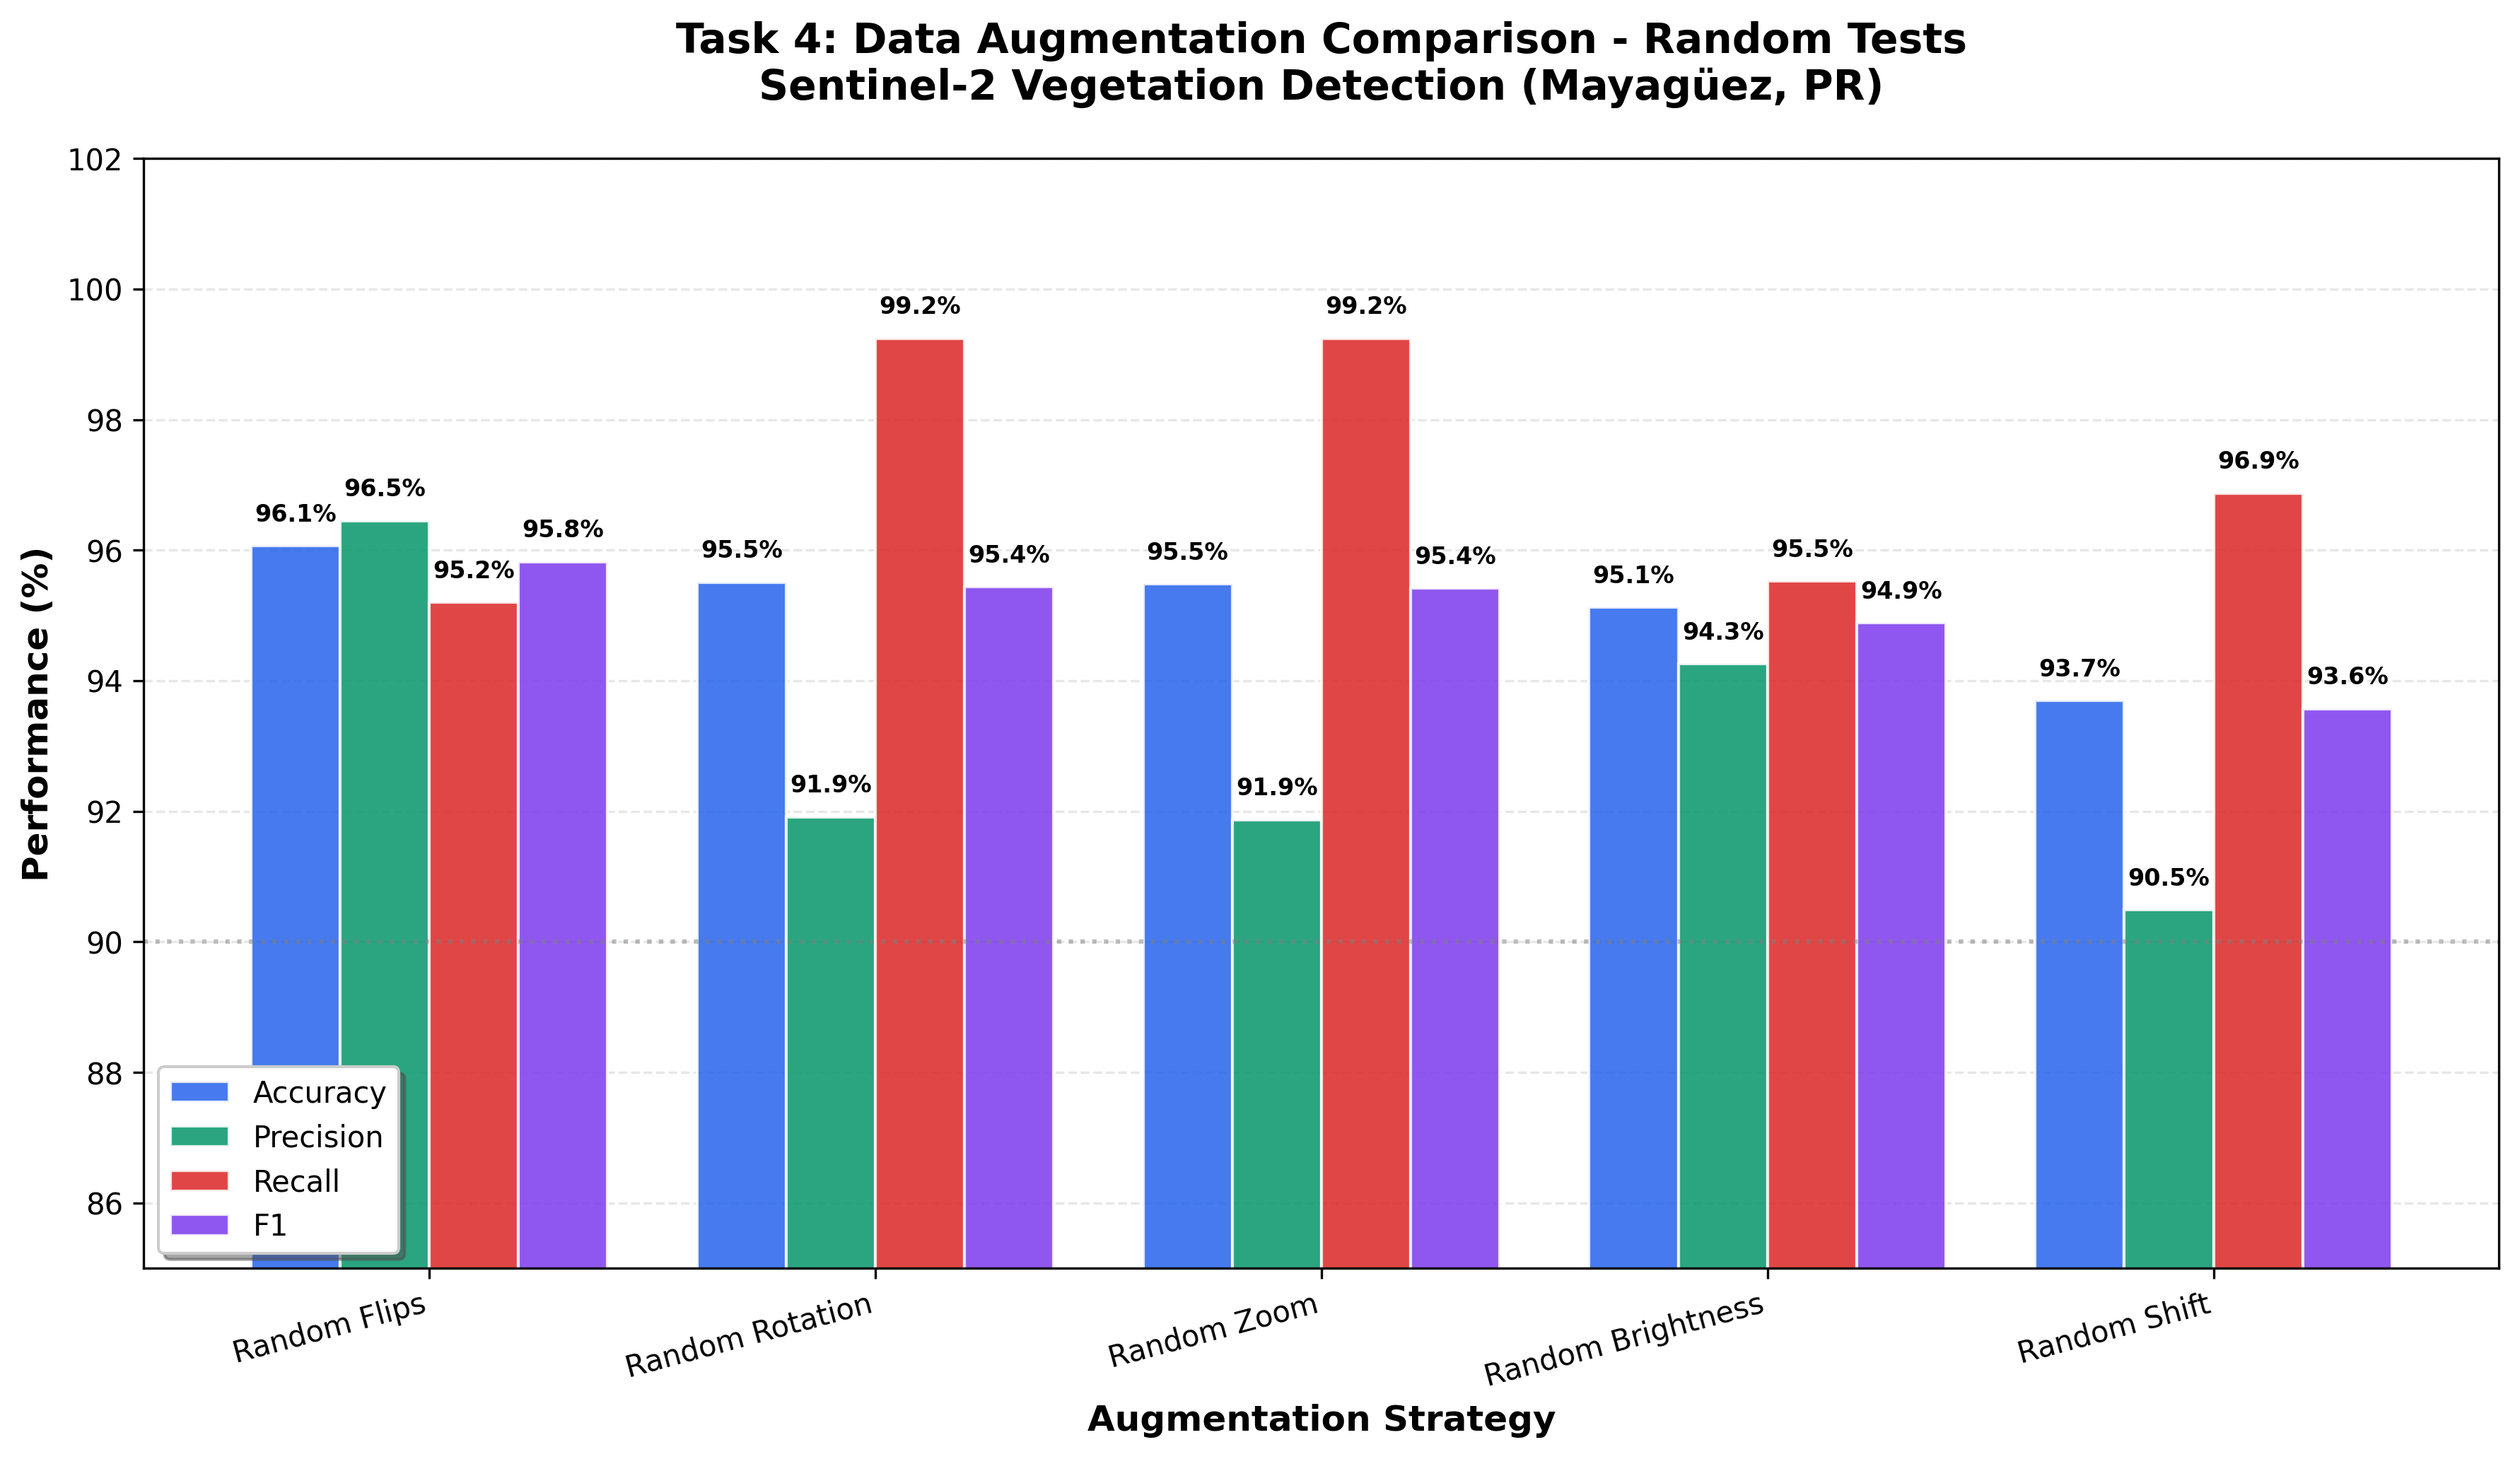 Task 4: Data Augmentation Comparison - Random Tests
Sentinel-2 Vegetation Detection (Mayagüez, PR)
Performance (%)
102
100
98
96
94
92
90
88
86
96.1%
96.5%
95.2%
95.8%
95.5%
91.9%
99.2%
95.4%
95.5%
91.9%
99.2%
95.4%
95.1%
94.3%
95.5%
94.9%
93.7%
90.5%
96.9%
93.6%
Accuracy
Precision
Recall
F1
Random Flips
Random Rotation
Random Zoom
Random Brightness
Random Shift
Augmentation Strategy